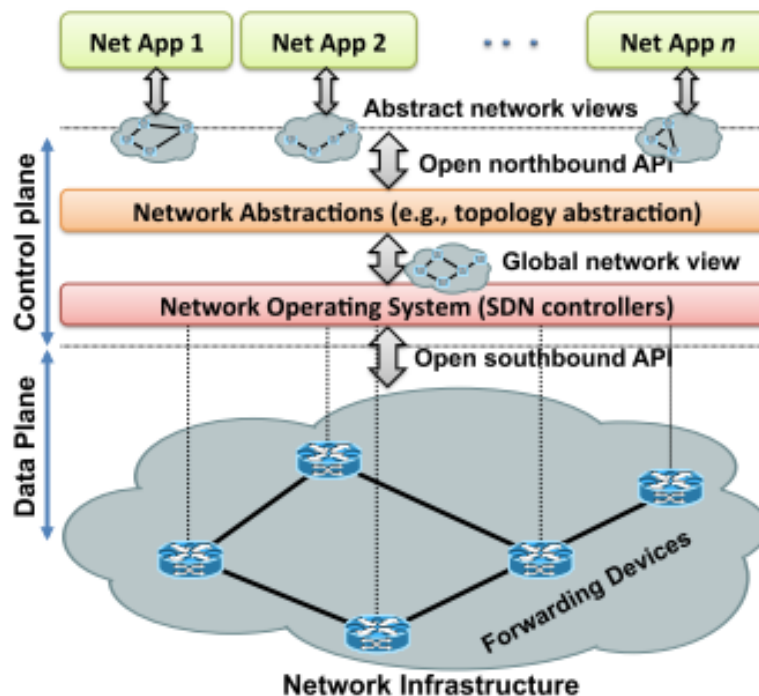 Net App 1
Net App 2
Net App n
Abstract network views
Open northbound API
Network Abstractions (e.g., topology abstraction)
Global network view
Network Operating System (SDN controllers)
Control plane
Open southbound API
Data Plane
Forwarding Devices
Network Infrastructure